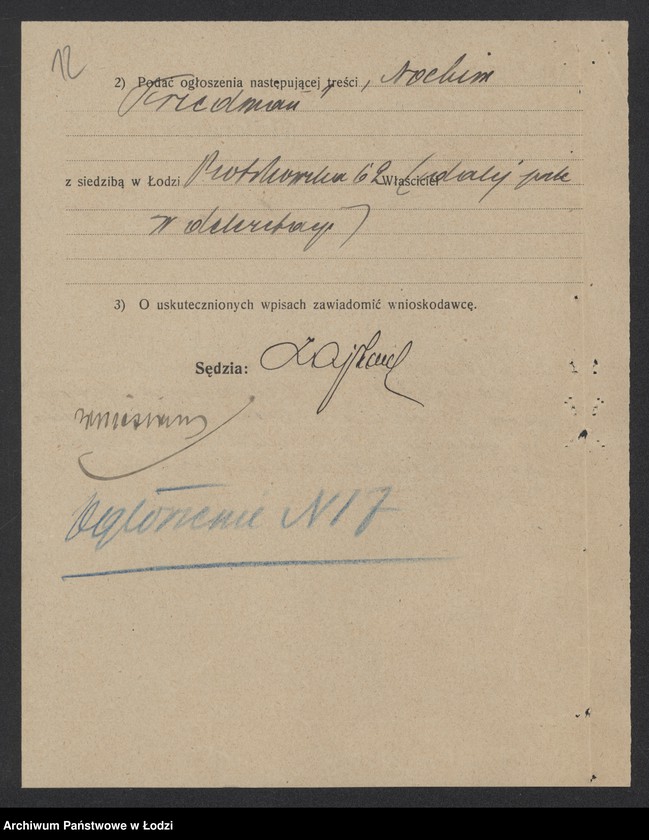 12
2) Podać ogłoszenia następującej treści „Nochim
Friedman"
z siedzibą w Łodzi Piotrkowska 62 Właściciel (dalej jak
w dekretacji)
3) O uskutecznionych wpisach zawiadomić wnioskodawcę.
Sędzia:
Ogłoszenie N 17
Archiwum Państwowe w Łodzi